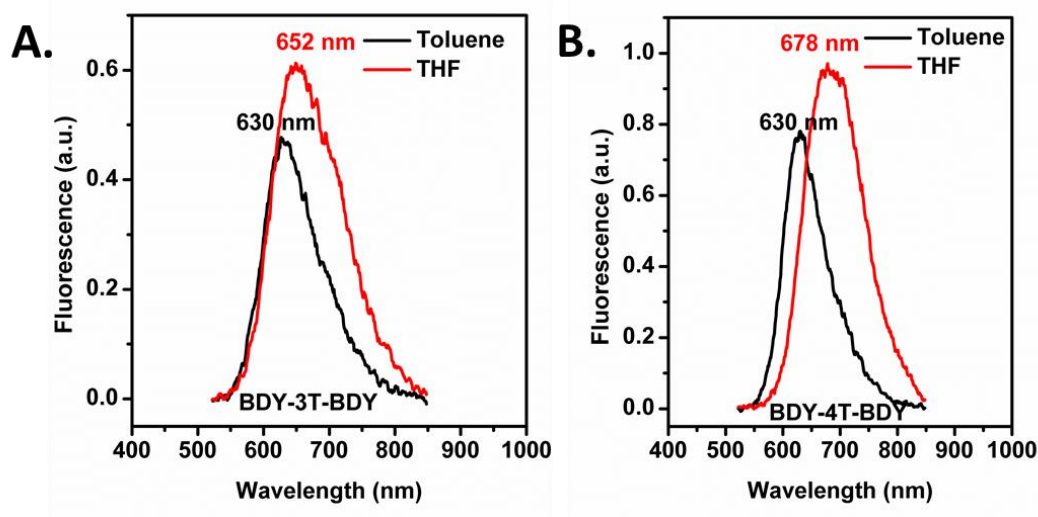 A.
652 nm
Toluene
THF
630 nm
Fluorescence (a.u.)
0.6
0.4
0.2
0.0
BDY-3T-BDY
400 500 600 700 800 900 1000
Wavelength (nm)
B.
678 nm
Toluene
THF
630 nm
Fluorescence (a.u.)
1.0
0.8
0.6
0.4
0.2
0.0
BDY-4T-BDY
400 500 600 700 800 900 1000
Wavelength (nm)